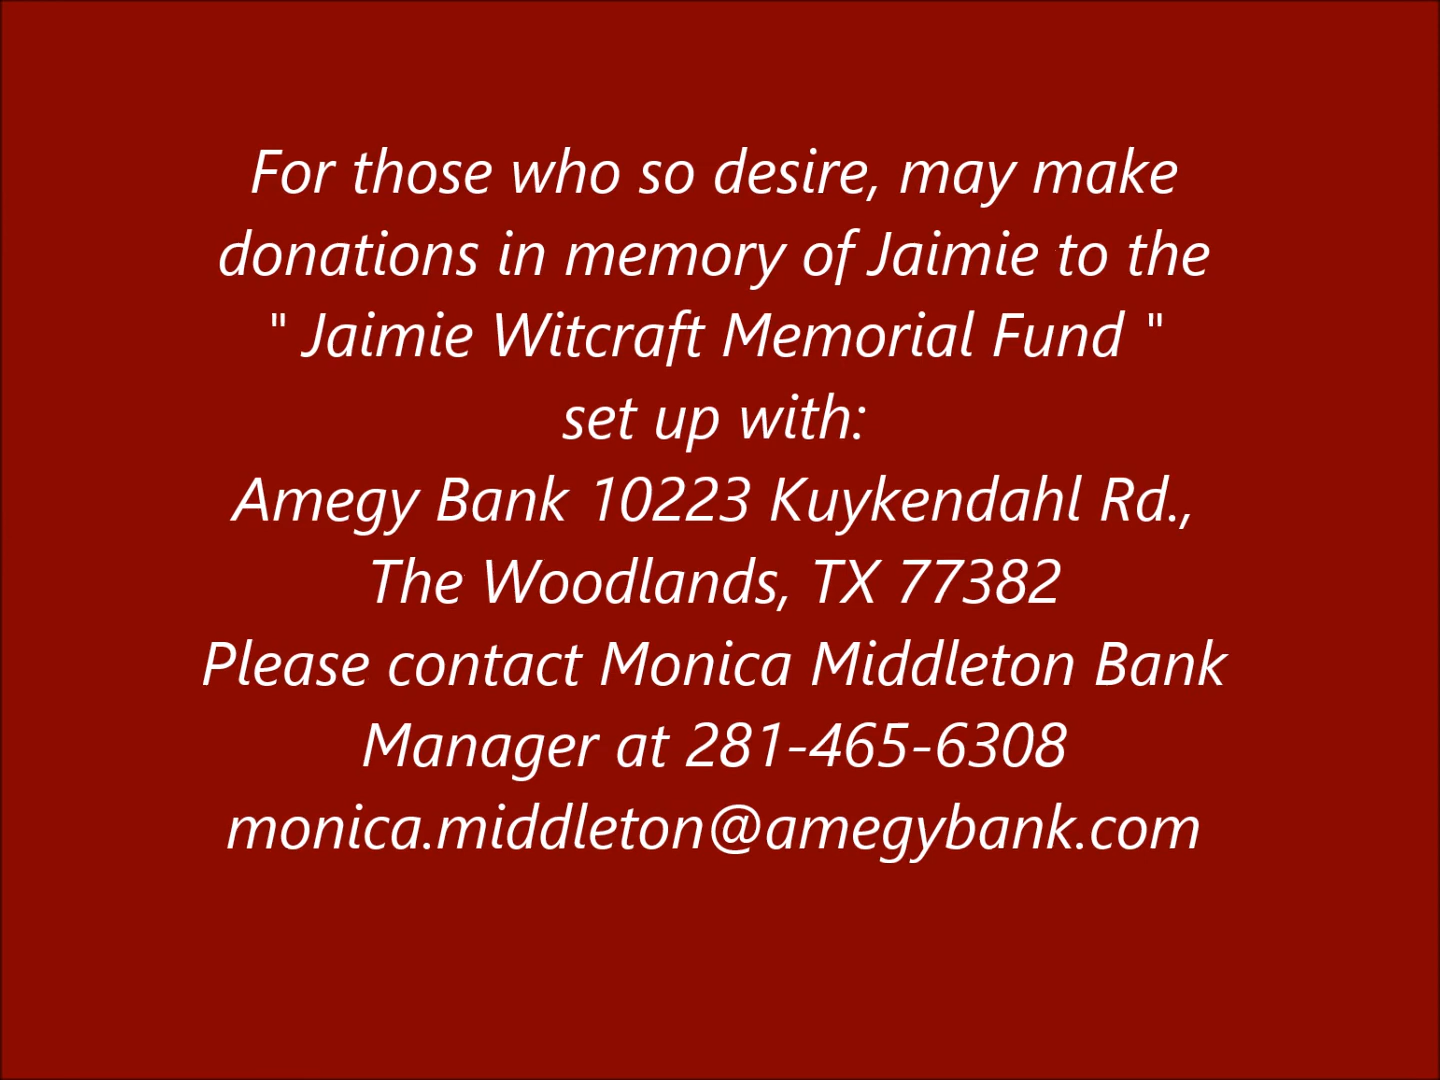 For those who so desire, may make
donations in memory of Jaimie to the
" Jaimie Witcraft Memorial Fund "
set up with:
Amegy Bank 10223 Kuykendahl Rd.,
The Woodlands, TX 77382
Please contact Monica Middleton Bank
Manager at 281-465-6308
monica.middleton@amegybank.com